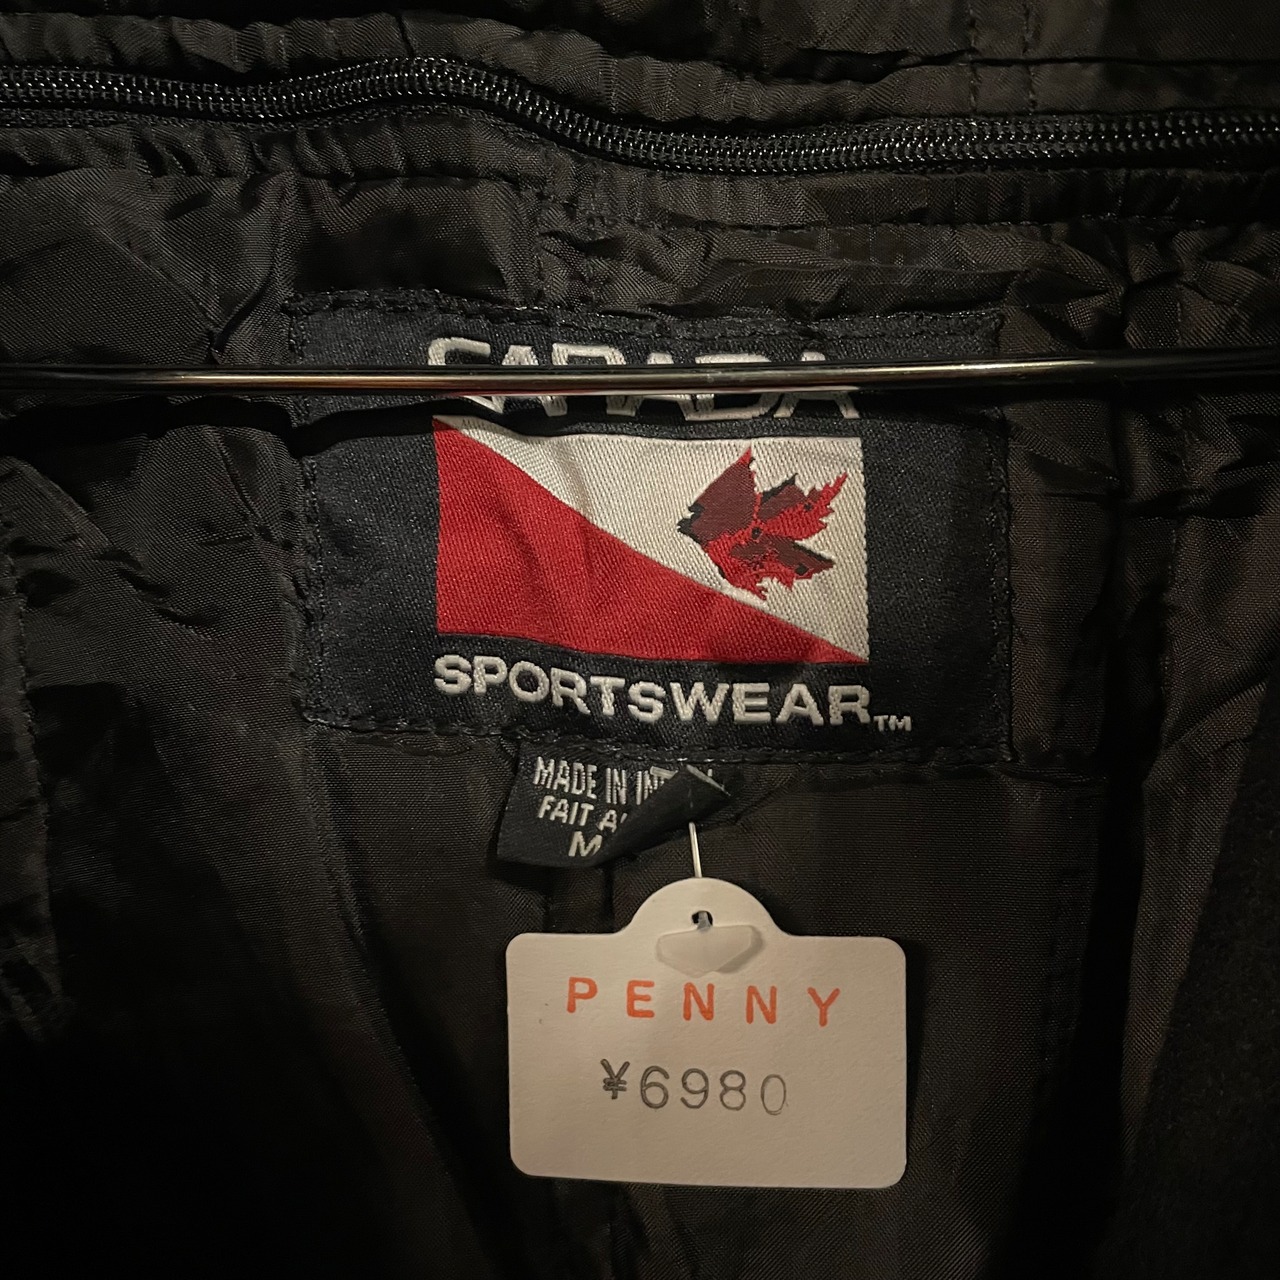 CANADA
SPORTSWEAR™
MADE IN
FAIT
M
PENNY
¥6980